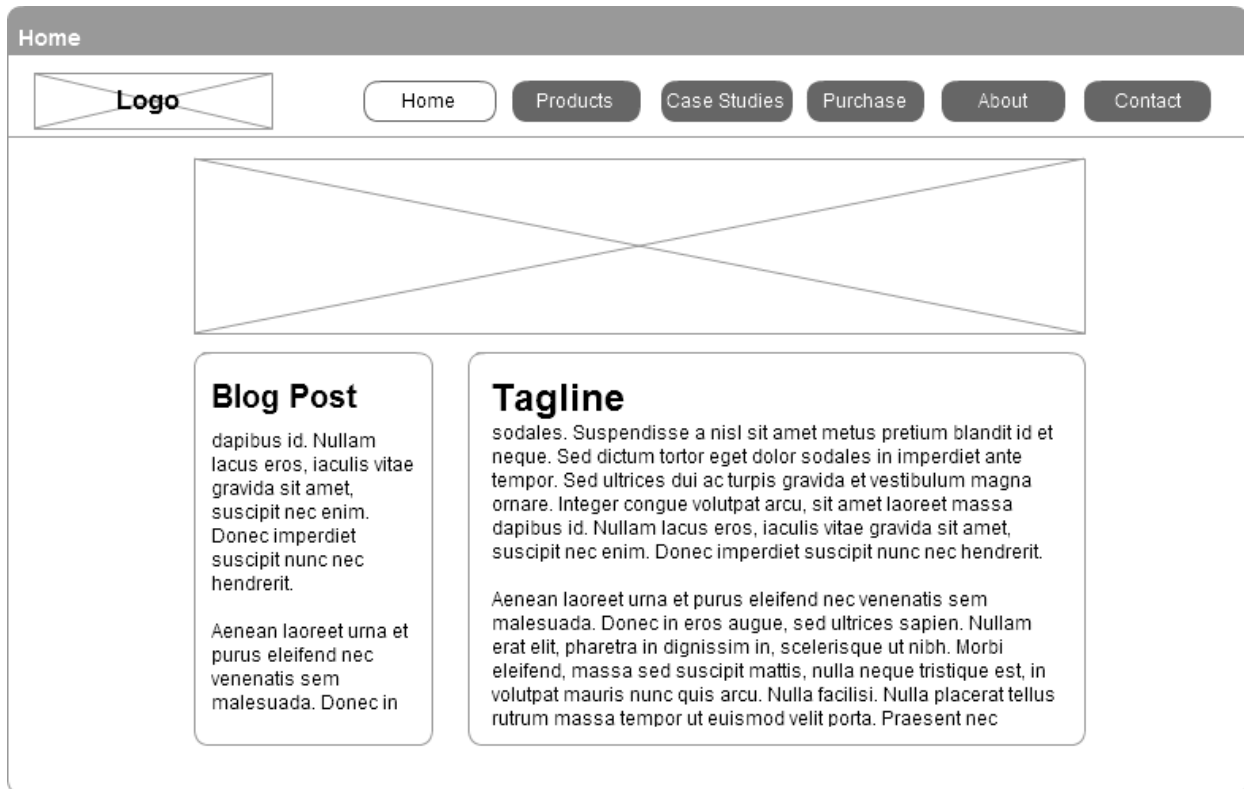 Home
Logo
Home
Products
Case Studies
Purchase
About
Contact
Blog Post
dapibus id. Nullam
lacus eros, iaculis vitae
gravida sit amet,
suscipit nec enim.
Donec imperdiet
suscipit nunc nec
hendrerit.
Aenean laoreet urna et
purus eleifend nec
venenatis sem
malesuada. Donec in
Tagline
sodales. Suspendisse a nisl sit amet metus pretium blandit id et
neque. Sed dictum tortor eget dolor sodales in imperdiet ante
tempor. Sed ultrices dui ac turpis gravida et vestibulum magna
ornare. Integer congue volutpat arcu, sit amet laoreet massa
dapibus id. Nullam lacus eros, iaculis vitae gravida sit amet,
suscipit nec enim. Donec imperdiet suscipit nunc nec hendrerit.
Aenean laoreet urna et purus eleifend nec venenatis sem
malesuada. Donec in eros augue, sed ultrices sapien. Nullam
erat elit, pharetra in dignissim in, scelerisque ut nibh. Morbi
eleifend, massa sed suscipit mattis, nulla neque tristique est, in
volutpat mauris nunc quis arcu. Nulla facilisi. Nulla placerat tellus
rutrum massa tempor ut euismod velit porta. Praesent nec